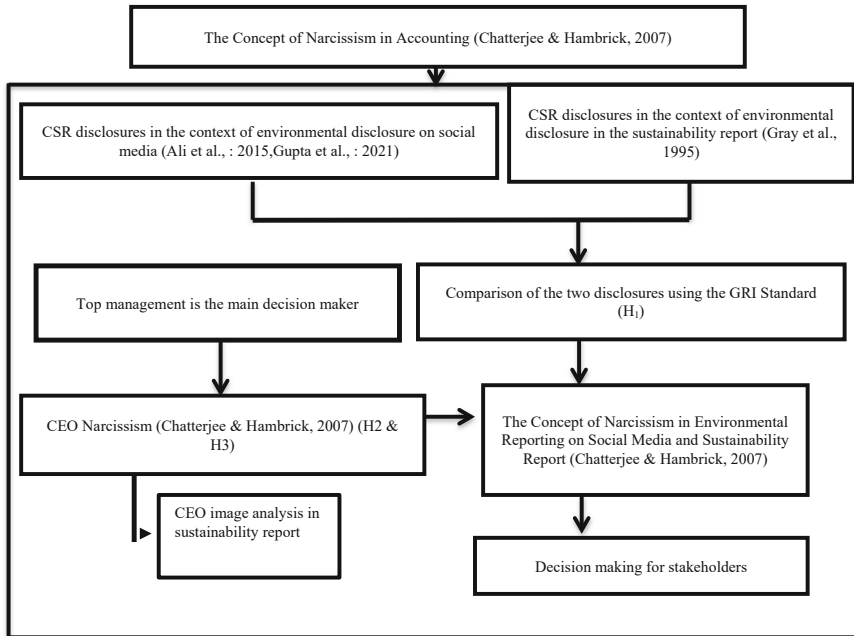 The Concept of Narcissism in Accounting (Chatterjee & Hambrick, 2007)
CSR disclosures in the context of environmental disclosure on social
media (Ali et al., : 2015,Gupta et al., : 2021)
CSR disclosures in the context of environmental
disclosure in the sustainability report (Gray et al.,
1995)
Top management is the main decision maker
Comparison of the two disclosures using the GRI Standard
(H₁)
CEO Narcissism (Chatterjee & Hambrick, 2007) (H2 &
H3)
The Concept of Narcissism in Environmental
Reporting on Social Media and Sustainability
Report (Chatterjee & Hambrick, 2007)
CEO image analysis in
sustainability report
Decision making for stakeholders